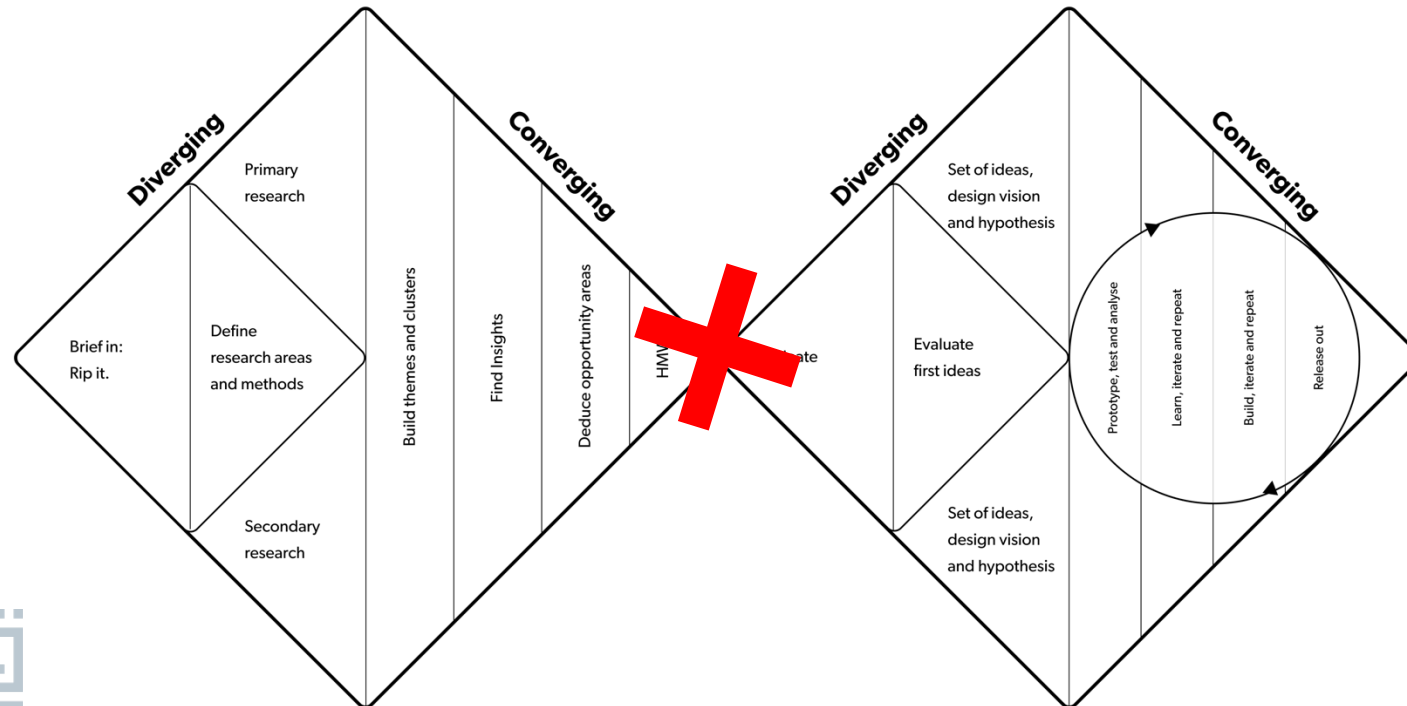 Diverging
Converging
Primary
research
Brief in:
Rip it.
Define
research areas
and methods
Secondary
research
Build themes and clusters
Find Insights
Deduce opportunity areas
Diverging
Converging
Set of ideas,
design vision
and hypothesis
Evaluate
first ideas
Set of ideas,
design vision
and hypothesis
Prototype, test and analyse
Learn, iterate and repeat
Build, iterate and repeat
Release out